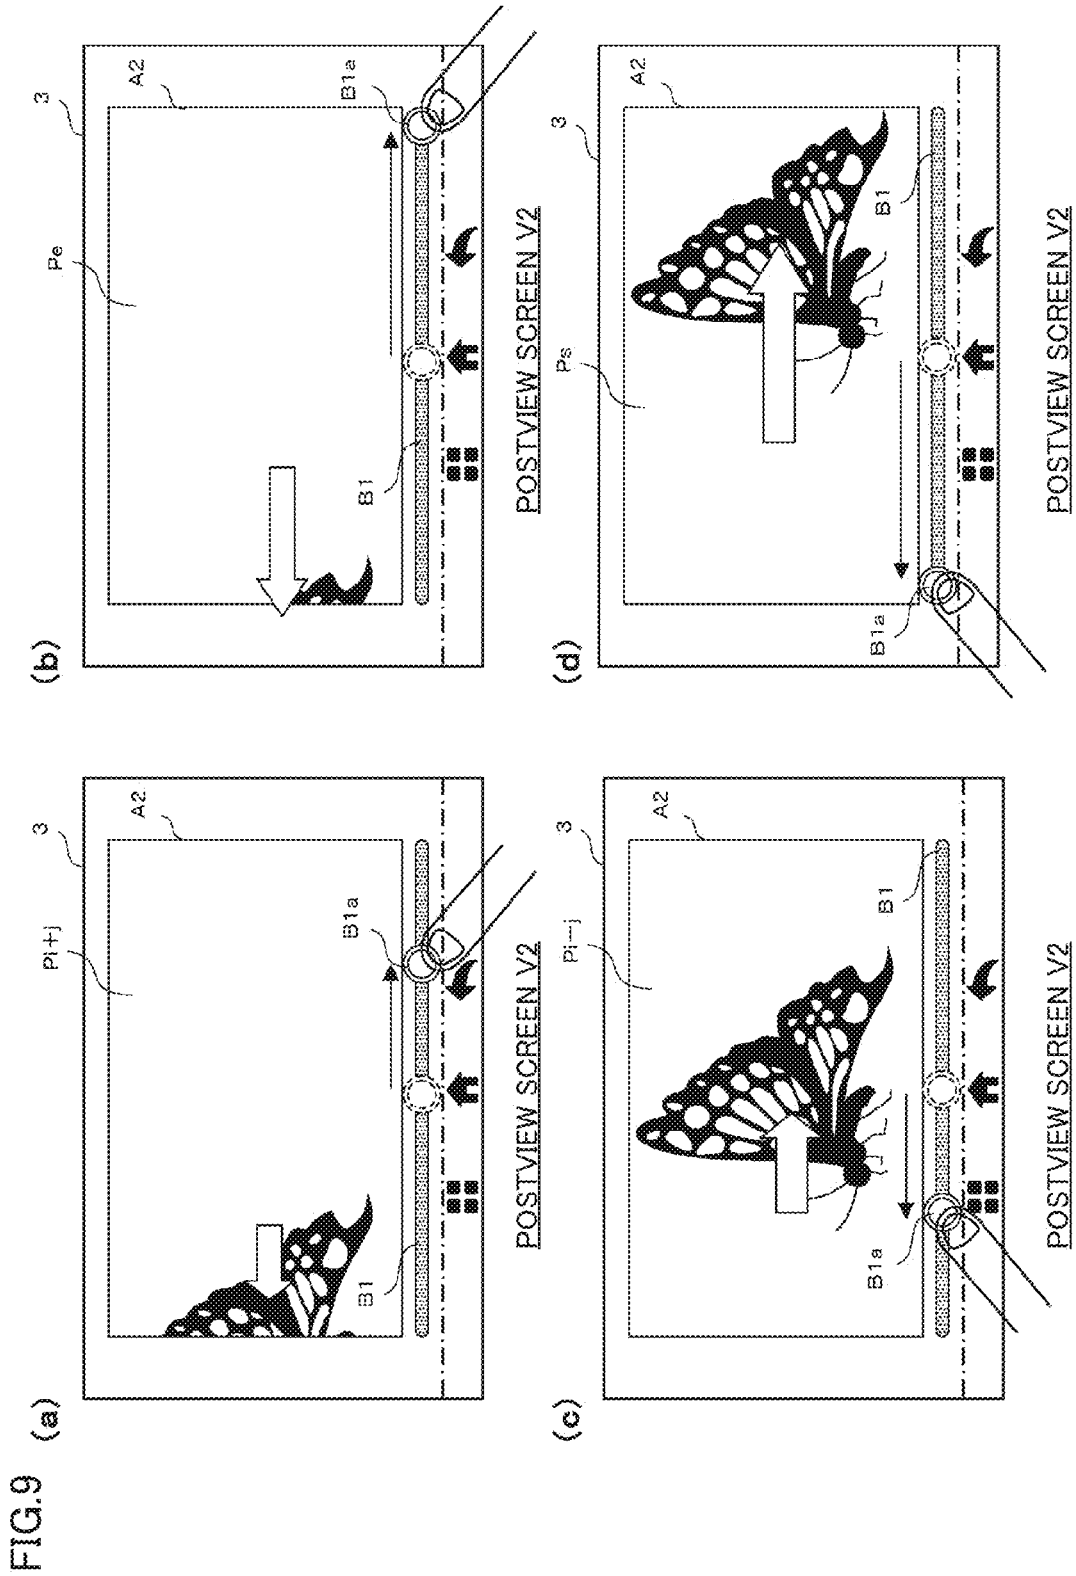 FIG.9
(a)
3
A2
Pi+j
B1a
B1
POSTVIEW SCREEN V2
(b)
3
A2
Pe
B1a
B1
POSTVIEW SCREEN V2
(c)
3
A2
Pi-j
B1
B1a
POSTVIEW SCREEN V2
(d)
3
A2
Ps
B1
B1a
POSTVIEW SCREEN V2